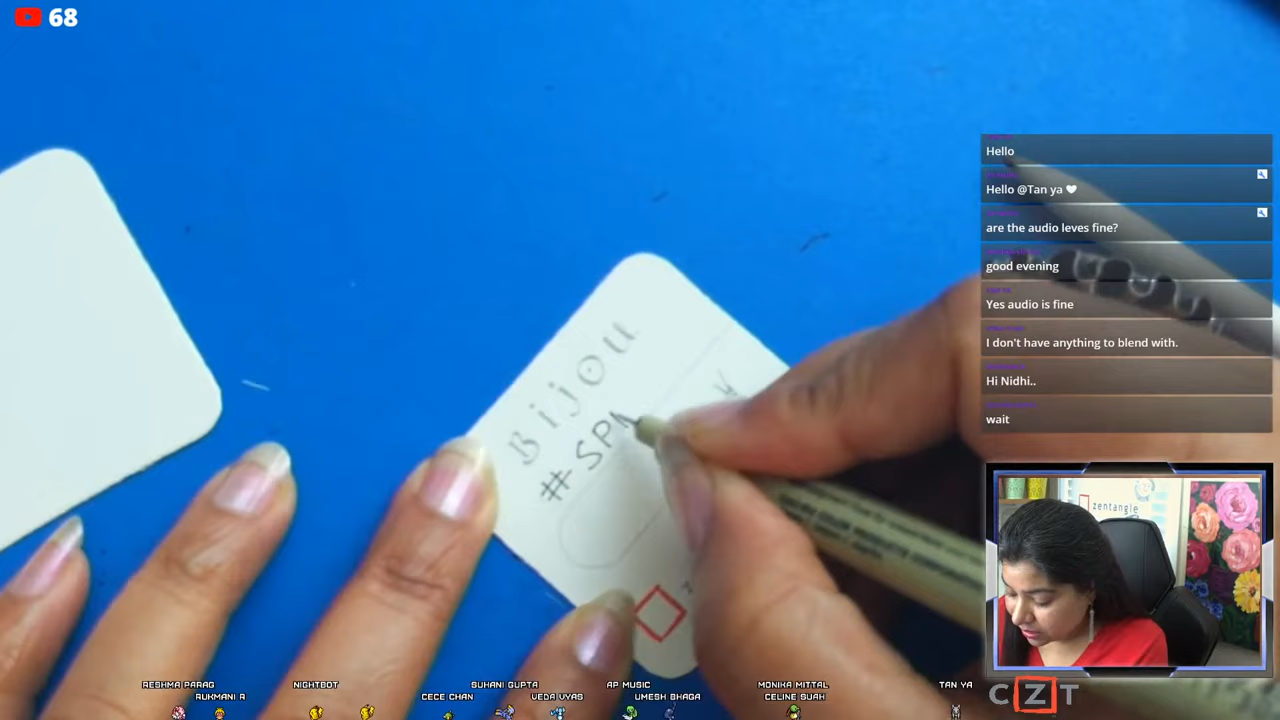 68
Hello
Hello @Tan ya ♥
are the audio leves fine?
good evening
Yes audio is fine
I don't have anything to blend with.
Hi Nidhi..
wait
Bijou
#SPM
zentangle
RESHMA PARAG
RUKMANI R
NIGHTBOT
CECE CHAN
SUHANI GUPTA
VEDA VYAS
AP MUSIC
UMESH BHAGA
MONIKA MITTAL
CELINE SUAH
TAN YA
CZT